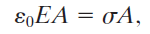 ε₀EA = σA,